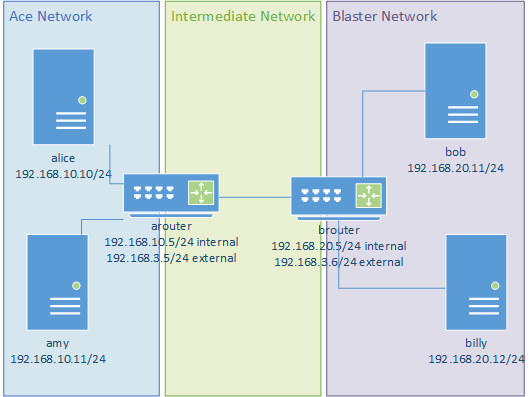 Ace Network
Intermediate Network
Blaster Network
alice
192.168.10.10/24
bob
192.168.20.11/24
arouter
192.168.10.5/24 internal
192.168.3.5/24 external
brouter
192.168.20.5/24 internal
192.168.3.6/24 external
amy
192.168.10.11/24
billy
192.168.20.12/24